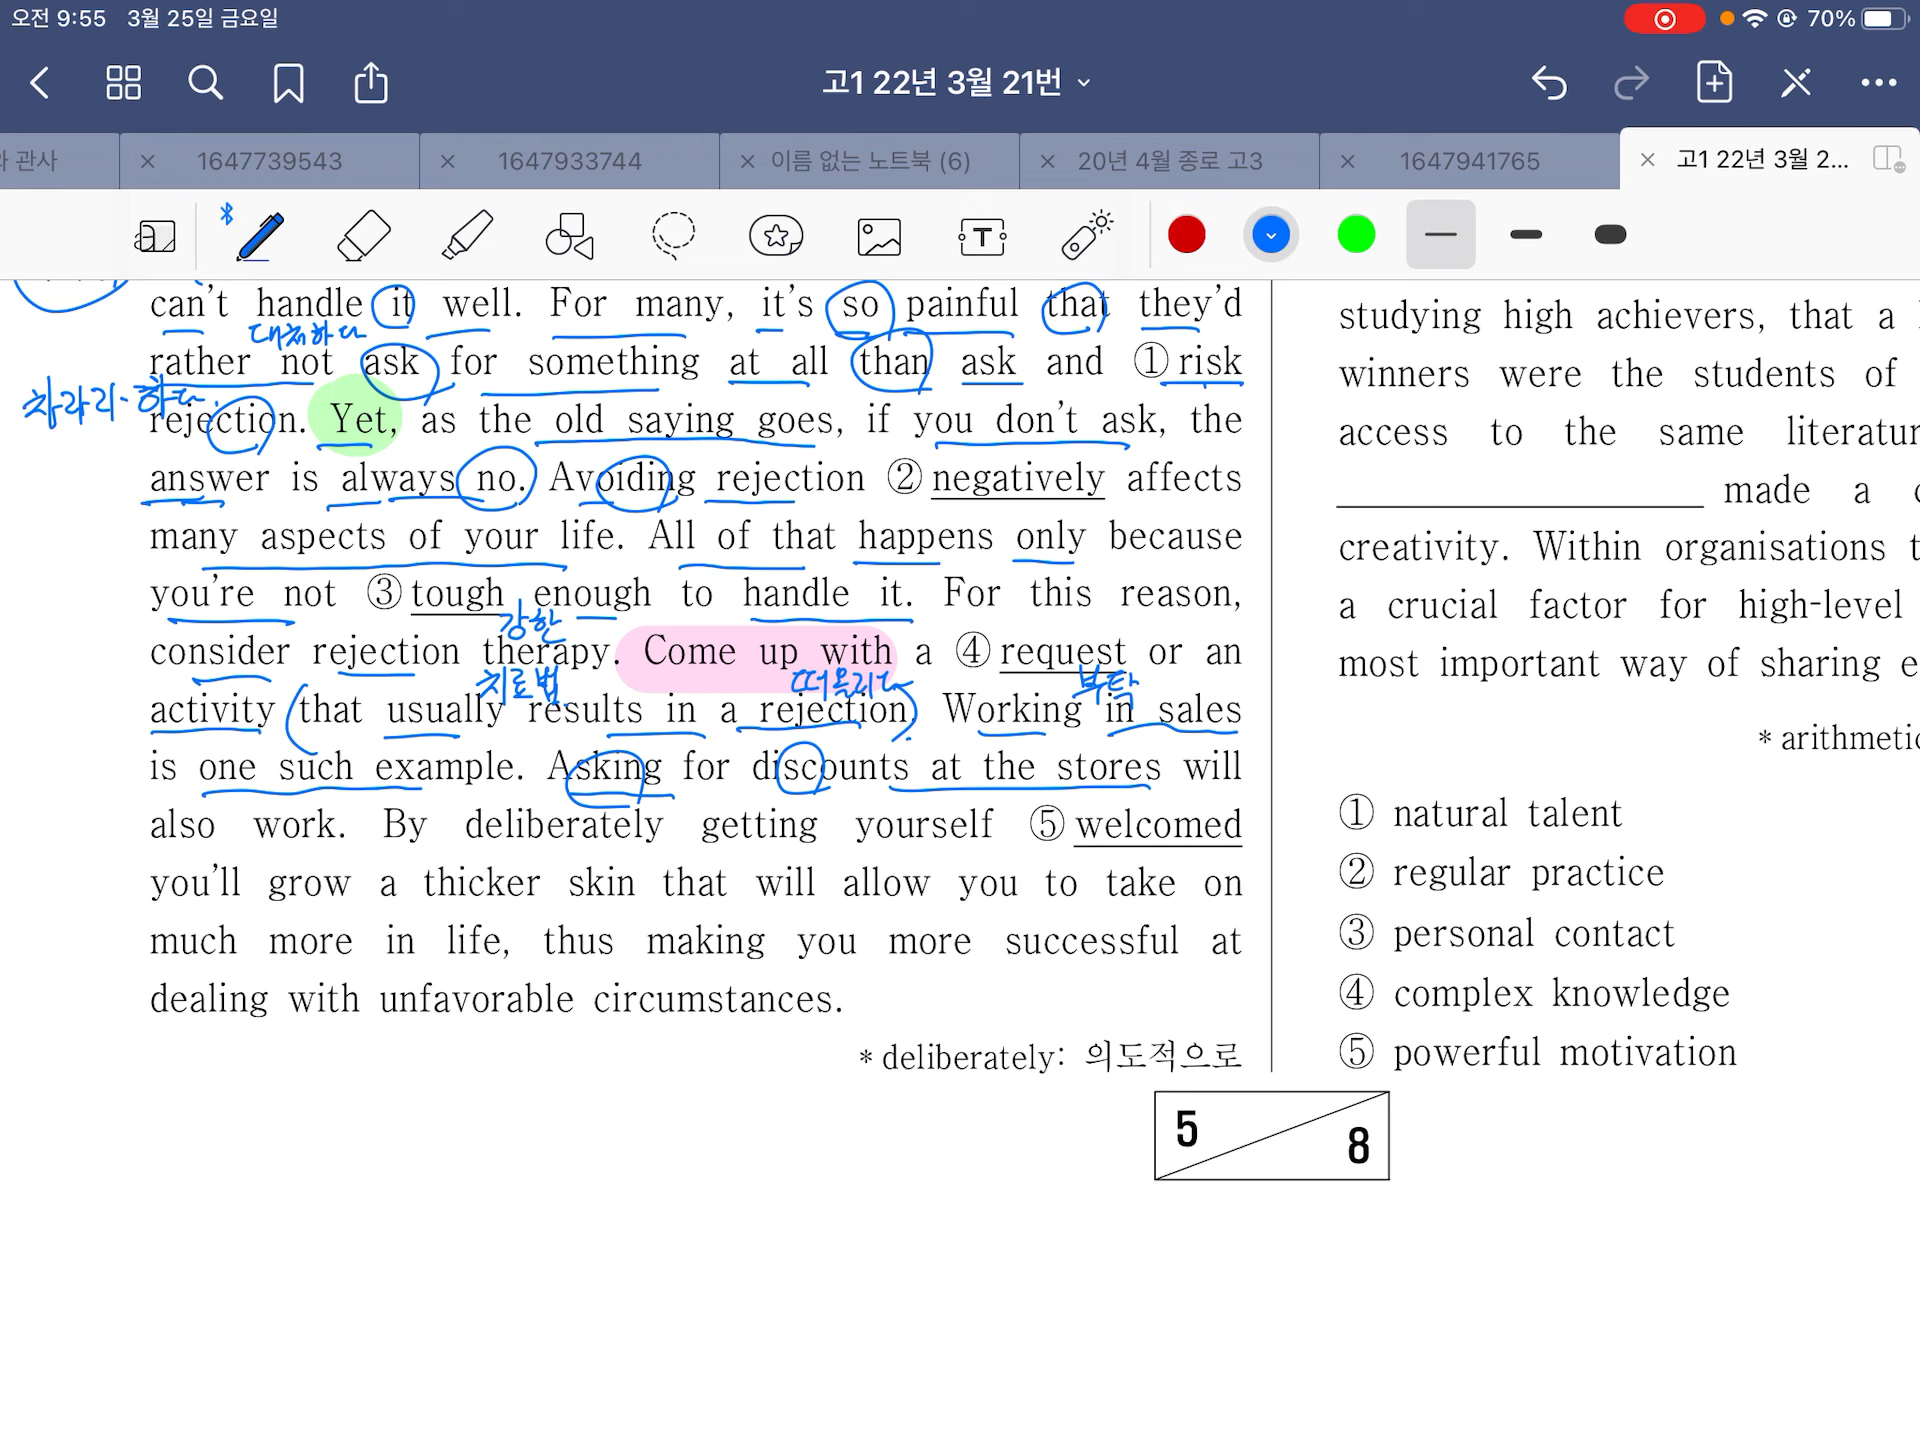 오전 9:55 3월 25일 금요일
70%
고1 22년 3월 21번
관사
1647739543
1647933744
이름 없는 노트북 (6)
20년 4월 종로 고3
1647941765
고1 22년 3월 2...
can't handle it well. For many, it's so painful that they'd
대처하다
rather not ask for something at all than ask and ① risk
차라리·하다
rejection. Yet, as the old saying goes, if you don't ask, the
answer is always no. Avoiding rejection ② negatively affects
many aspects of your life. All of that happens only because
you're not ③ tough enough to handle it. For this reason,
강한
consider rejection therapy. Come up with a ④ request or an
치료법 떠올리다 부탁
activity (that usually results in a rejection). Working in sales
is one such example. Asking for discounts at the stores will
also work. By deliberately getting yourself ⑤ welcomed
you'll grow a thicker skin that will allow you to take on
much more in life, thus making you more successful at
dealing with unfavorable circumstances.
* deliberately: 의도적으로
studying high achievers, that a
winners were the students of
access to the same literatur
made a c
creativity. Within organisations t
a crucial factor for high-level
most important way of sharing e
* arithmetic
① natural talent
② regular practice
③ personal contact
④ complex knowledge
⑤ powerful motivation
5 8